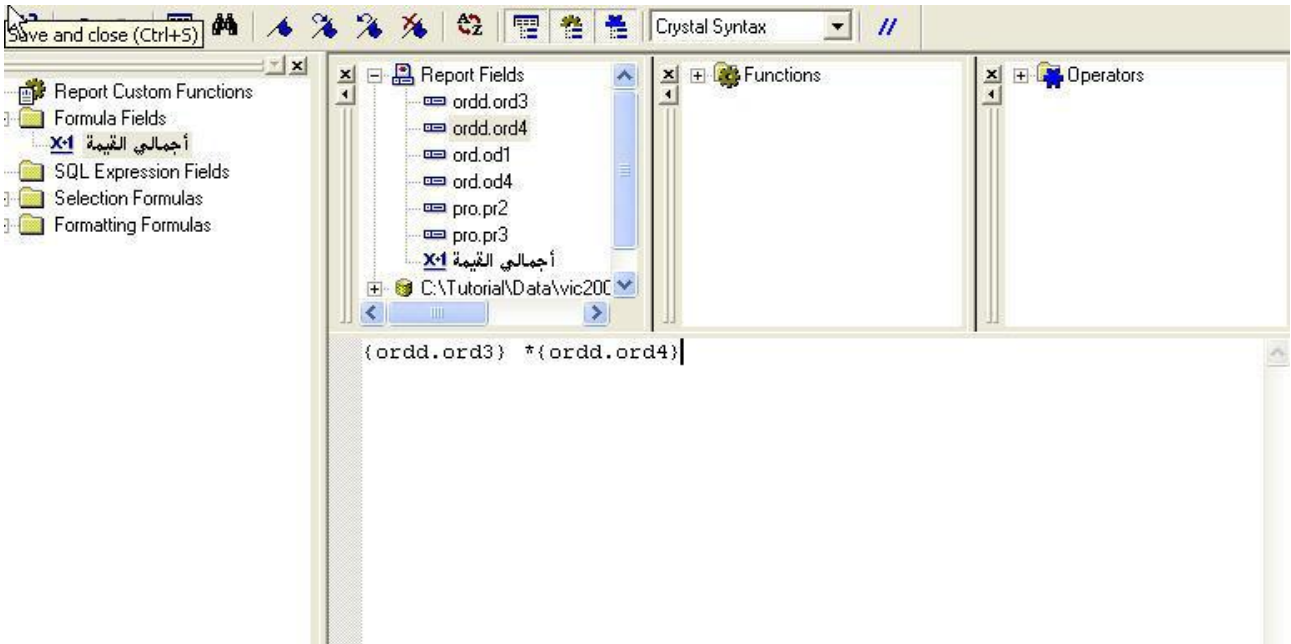 Save and close (Ctrl+S)
Crystal Syntax
//
Report Custom Functions
Formula Fields
أجمالي القيمة
SQL Expression Fields
Selection Formulas
Formatting Formulas
Report Fields
ordd.ord3
ordd.ord4
ord.od1
ord.od4
pro.pr2
pro.pr3
أجمالي القيمة
C:\Tutorial\Data\vic200
Functions
Operators
{ordd.ord3} *{ordd.ord4}